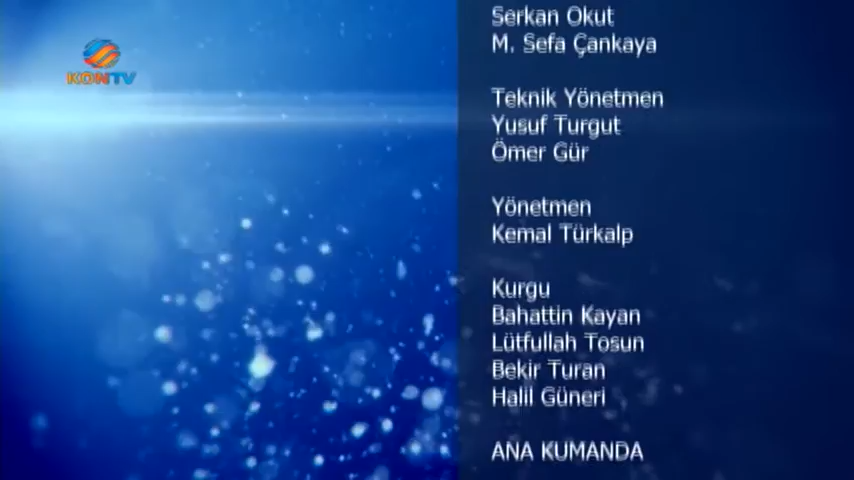 KONTV
Serkan Okut
M. Sefa Çankaya
Teknik Yönetmen
Yusuf Turgut
Ömer Gür
Yönetmen
Kemal Türkalp
Kurgu
Bahattin Kayan
Lütfullah Tosun
Bekir Turan
Halil Güneri
ANA KUMANDA